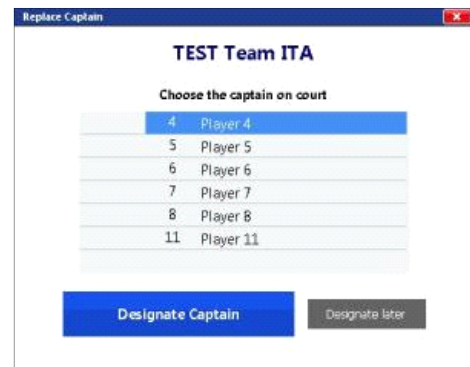 Replace Captain
TEST Team ITA
Choose the captain on court
4 Player 4
5 Player 5
6 Player 6
7 Player 7
8 Player 8
11 Player 11
Designate Captain Designate later